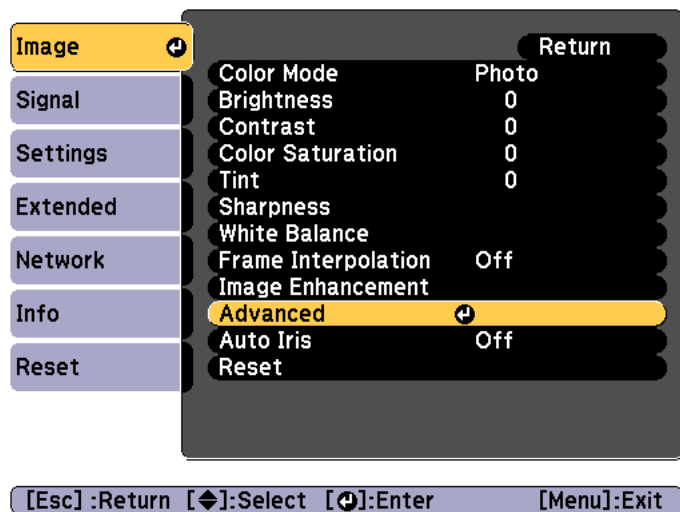 Image
Signal
Settings
Extended
Network
Info
Reset
Return
Color Mode Photo
Brightness 0
Contrast 0
Color Saturation 0
Tint 0
Sharpness
White Balance
Frame Interpolation Off
Image Enhancement
Advanced
Auto Iris Off
Reset
[Esc] :Return [◆]:Select [⏎]:Enter [Menu]:Exit